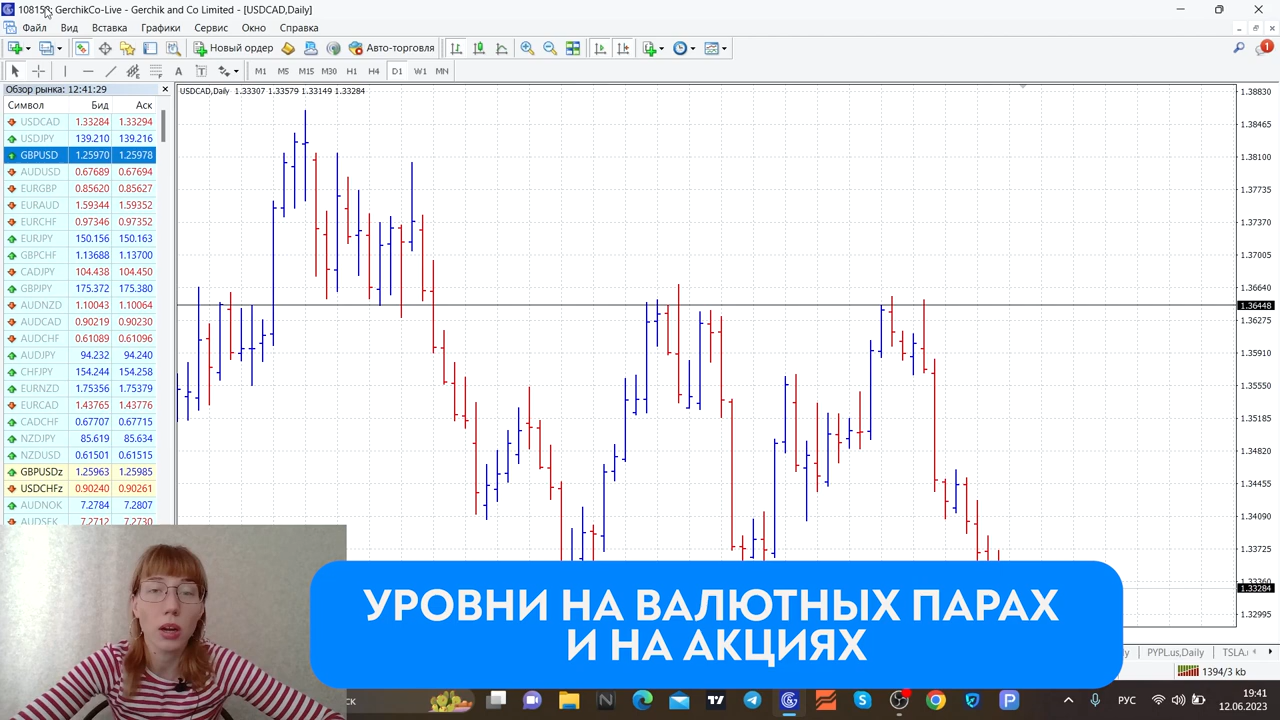 108153: GerchikCo-Live - Gerchik and Co Limited - [USDCAD,Daily]
Файл Вид Вставка Графики Сервис Справка
Новый ордер Авто-торговля 1
A T M1 M5 M15 M30 H1 H4 D1 W1 MN
Обзор рынка: 12:41:29
Символ Бид Аск
USDCAD 1.33284 1.33294
USDJPY 139.210 139.216
GBPUSD 1.25970 1.25978
AUDUSD 0.67689 0.67694
EURGBP 0.85620 0.85627
EURAUD 1.59344 1.59352
EURCHF 0.97346 0.97352
EURJPY 150.156 150.163
GBPCHF 1.13688 1.13700
CADJPY 104.438 104.450
GBPJPY 175.372 175.380
AUDNZD 1.10043 1.10064
AUDCAD 0.90219 0.90230
AUDCHF 0.61089 0.61096
AUDJPY 94.232 94.240
CHFJPY 154.244 154.258
EURNZD 1.75356 1.75379
EURCAD 1.43765 1.43776
CADCHF 0.67707 0.67715
NZDJPY 85.619 85.634
NZDUSD 0.61501 0.61515
GBPUSDz 1.25963 1.25985
USDCHFz 0.90240 0.90261
AUDNOK 7.2784 7.2807
AUDSEK 7.2712 7.2730
USDCAD,Daily 1.33307 1.33579 1.33149 1.33284
1.38830
1.38465
1.38100
1.37735
1.37370
1.37005
1.36640
1.36448
1.36275
1.35910
1.35550
1.35185
1.34820
1.34455
1.34090
1.33725
1.33360
1.33284
1.32995
УРОВНИ НА ВАЛЮТНЫХ ПАРАХ
И НА АКЦИЯХ
PYPL.us,Daily TSLA.
1394/3 kb
РУС
19:41
12.06.2023